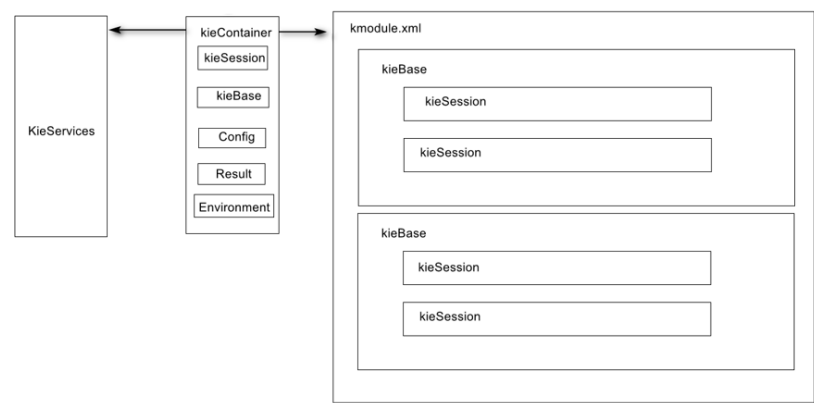 KieServices
kieContainer
kieSession
kieBase
Config
Result
Environment
kmodule.xml
kieBase
kieSession
kieSession
kieBase
kieSession
kieSession